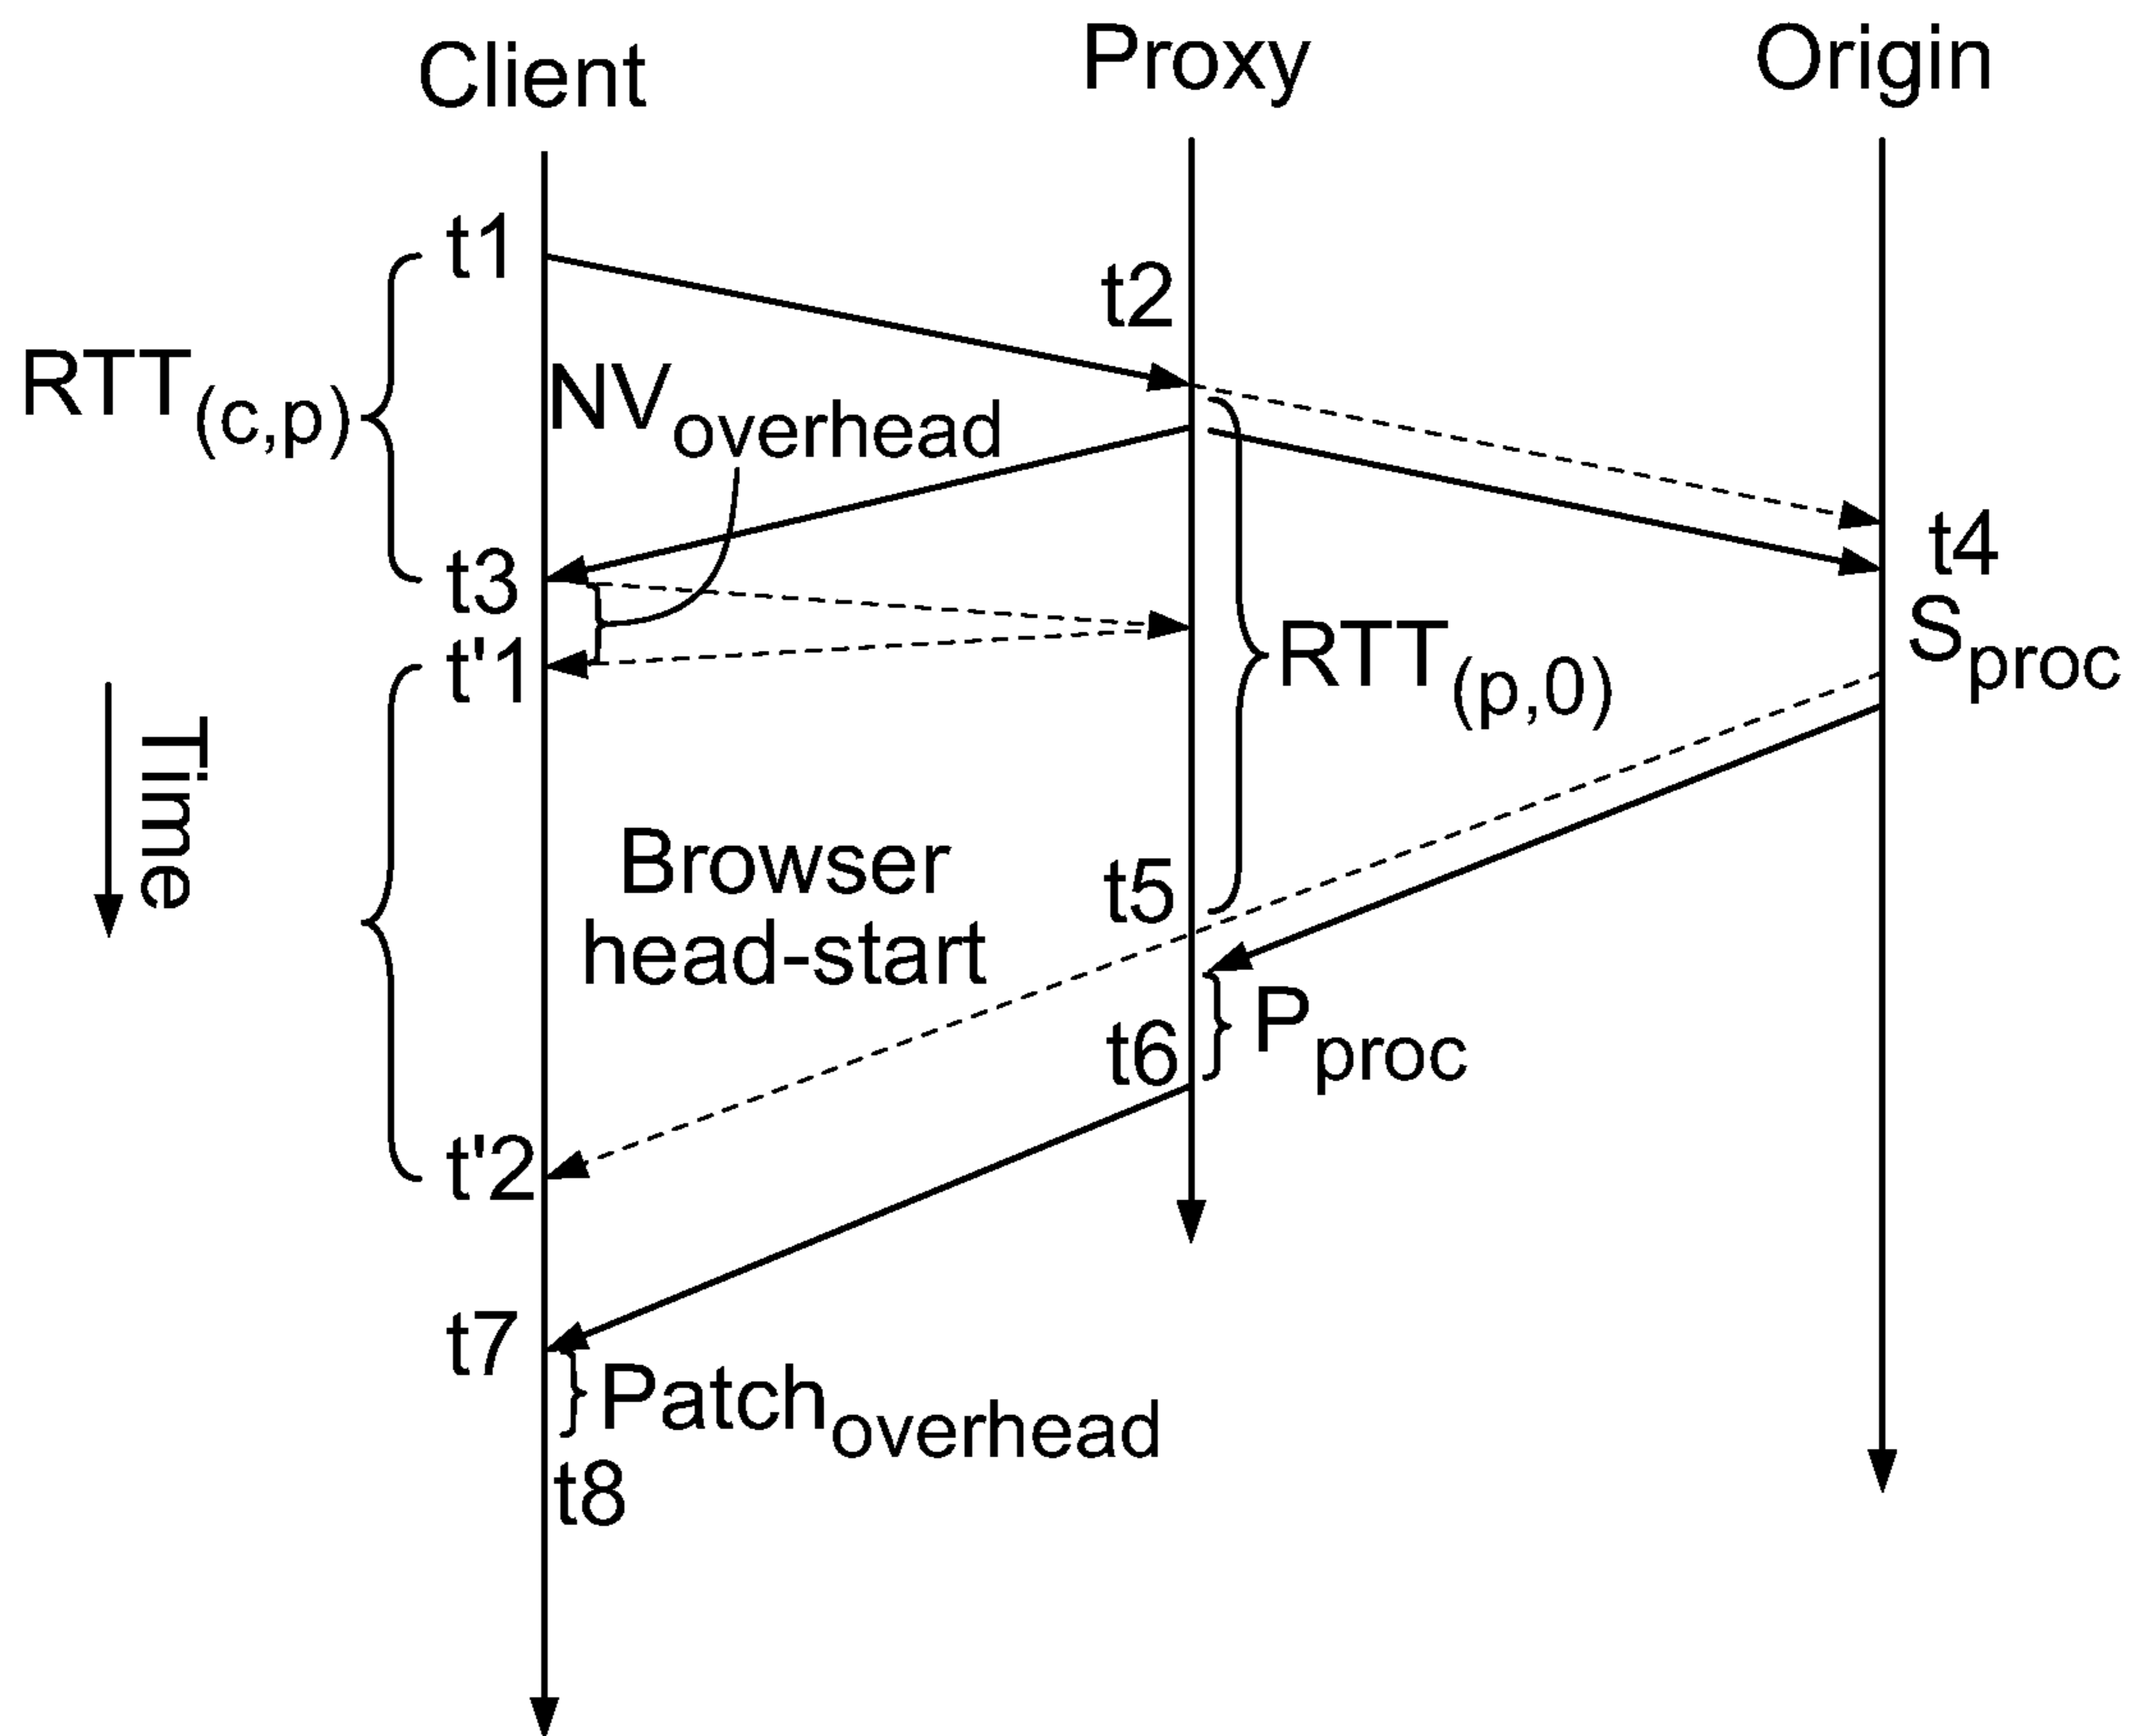 Client
Proxy
Origin
t1
t2
RTT(c,p)
NVoverhead
t3
t4
t'1
Sproc
RTT(p,0)
Time
Browser
head-start
t5
Pproc
t6
t'2
t7
Patchoverhead
t8